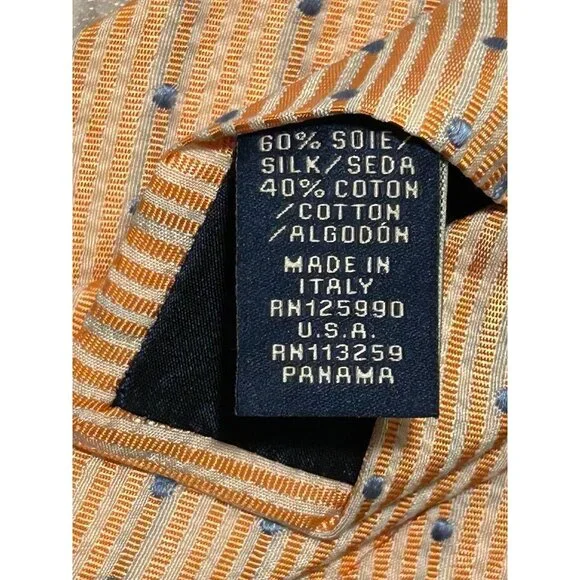 60% SOIE/
SILK/SEDA
40% COTON
/COTTON
/ALGODÓN
MADE IN
ITALY
RN125990
U.S.A.
RN113259
PANAMA